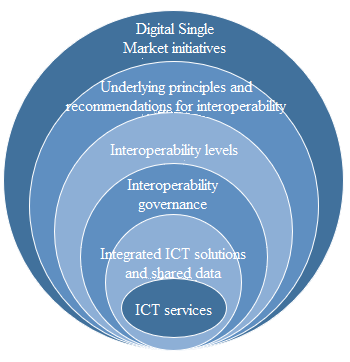 Digital Single
Market initiatives
Underlying principles and
recommendations for interoperability
Interoperability levels
Interoperability
governance
Integrated ICT solutions
and shared data
ICT services